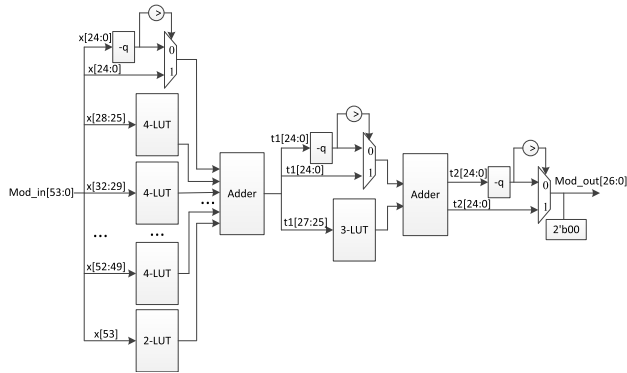 x[24:0]
-q
>
0
1
x[24:0]
x[28:25]
4-LUT
x[32:29]
4-LUT
Mod_in[53:0]
...
...
...
x[52:49]
4-LUT
x[53]
2-LUT
Adder
t1[24:0]
-q
>
0
1
t1[24:0]
t1[27:25]
3-LUT
Adder
t2[24:0]
-q
>
0
1
t2[24:0]
Mod_out[26:0]
2'b00